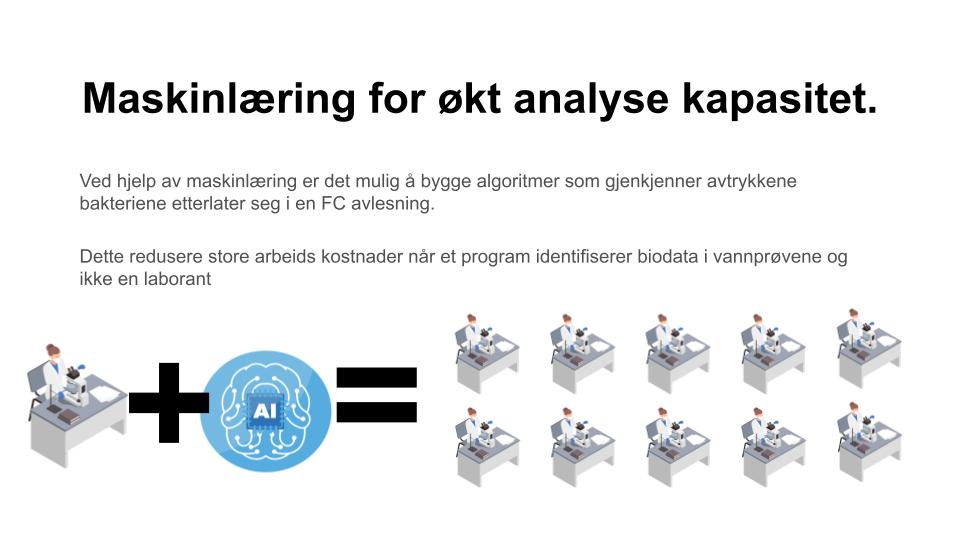 Maskinlæring for økt analyse kapasitet.
Ved hjelp av maskinlæring er det mulig å bygge algoritmer som gjenkjenner avtrykkene
bakteriene etterlater seg i en FC avlesning.
Dette redusere store arbeids kostnader når et program identifiserer biodata i vannprøvene og
ikke en laborant
AI